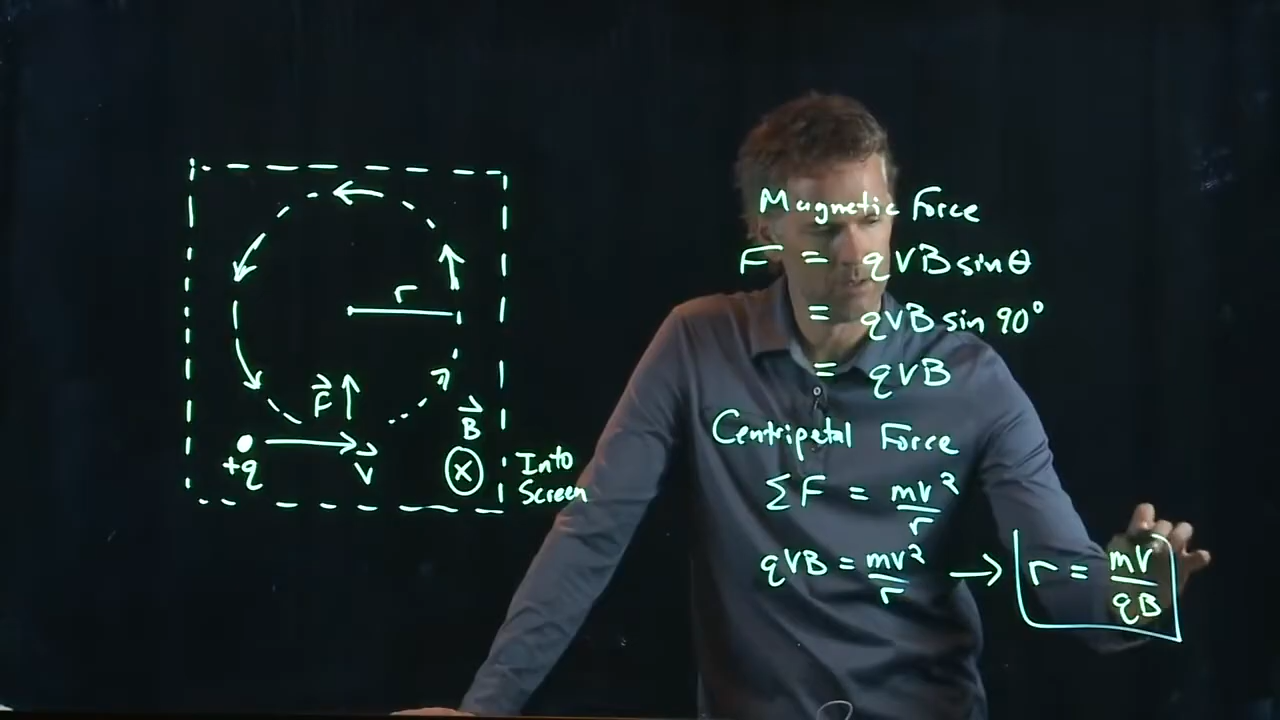 r
F⃗
+q
v⃗
B⃗
x
Into
Screen
Magnetic Force
F = qvB sin θ
= qvB sin 90°
= qvB
Centripetal Force
ΣF = mv²/r
qvB = mv²/r → r = mv/qB